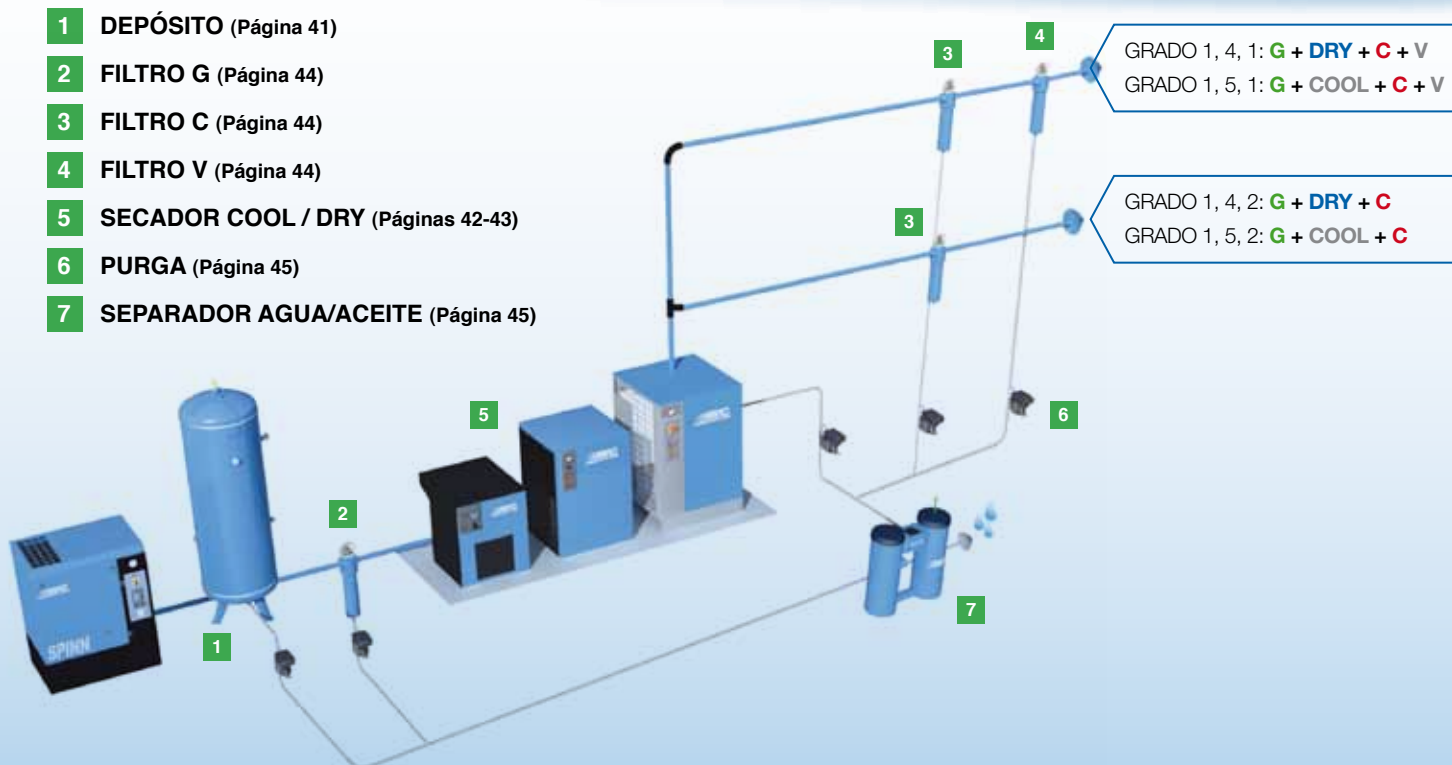 1 DEPÓSITO (Página 41)
2 FILTRO G (Página 44)
3 FILTRO C (Página 44)
4 FILTRO V (Página 44)
5 SECADOR COOL / DRY (Páginas 42-43)
6 PURGA (Página 45)
7 SEPARADOR AGUA/ACEITE (Página 45)
4
3
GRADO 1, 4, 1: G + DRY + C + V
GRADO 1, 5, 1: G + COOL + C + V
3
GRADO 1, 4, 2: G + DRY + C
GRADO 1, 5, 2: G + COOL + C
5
6
2
7
1
SPINN